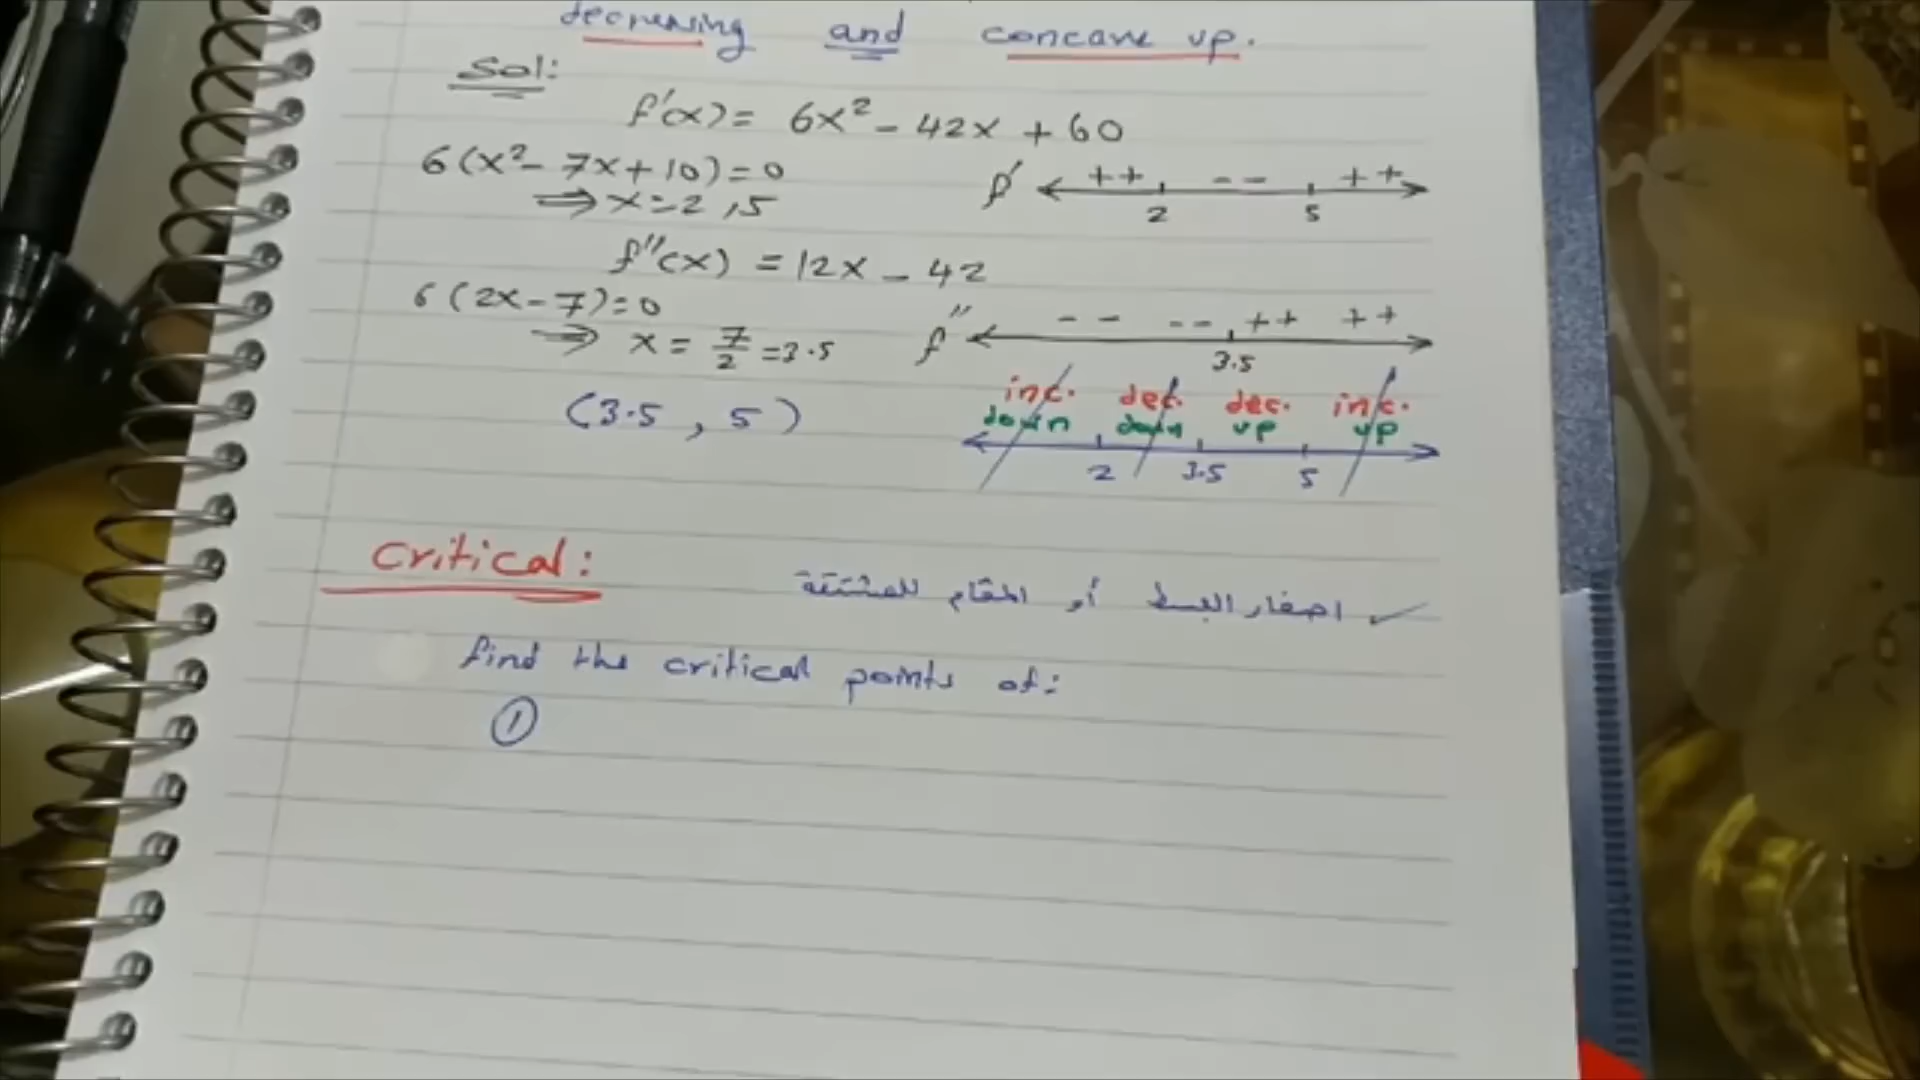 decreasing and concave up.
Sol:
f'(x) = 6x² - 42x + 60
6(x² - 7x + 10) = 0
⇒ x = 2, 5
f' ++ -- ++
2 5
f''(x) = 12x - 42
6(2x - 7) = 0
⇒ x = 7/2 = 3.5
f'' -- -- ++ ++
3.5
(3.5, 5)
inc. dec. dec. inc.
down down up up
2 3.5 5
Critical:
✓ اصفار البسط أو المقام للمشتقة
find the critical points of:
①